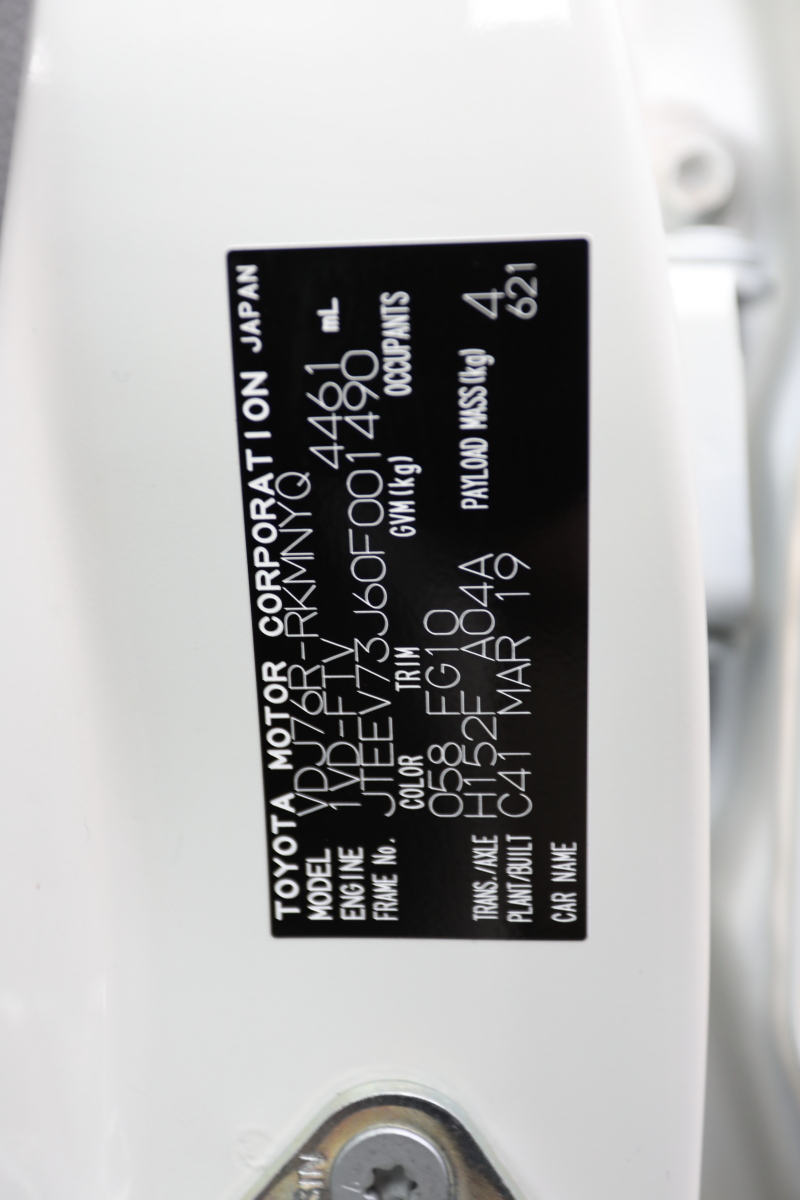 TOYOTA MOTOR CORPORATION JAPAN
MODEL VDJ76R-RKMNYQ
ENGINE 1VD-FTV 4461 mL
FRAME No. JTEEV73J60F001490
COLOR TRIM GVM(kg) OCCUPANTS
058 FG10 4
TRANS./AXLE H152F A04A PAYLOAD MASS(kg) 621
PLANT/BUILT C41 MAR 19
CAR NAME